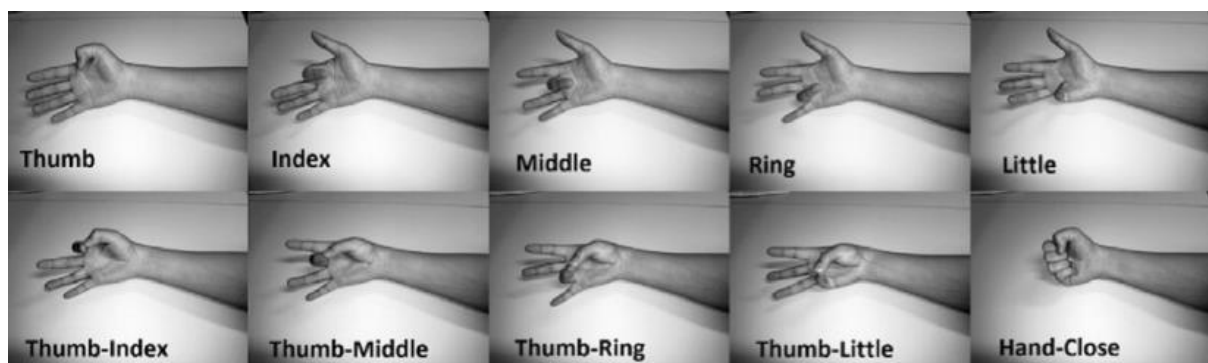 Thumb
Index
Middle
Ring
Little
Thumb-Index
Thumb-Middle
Thumb-Ring
Thumb-Little
Hand-Close